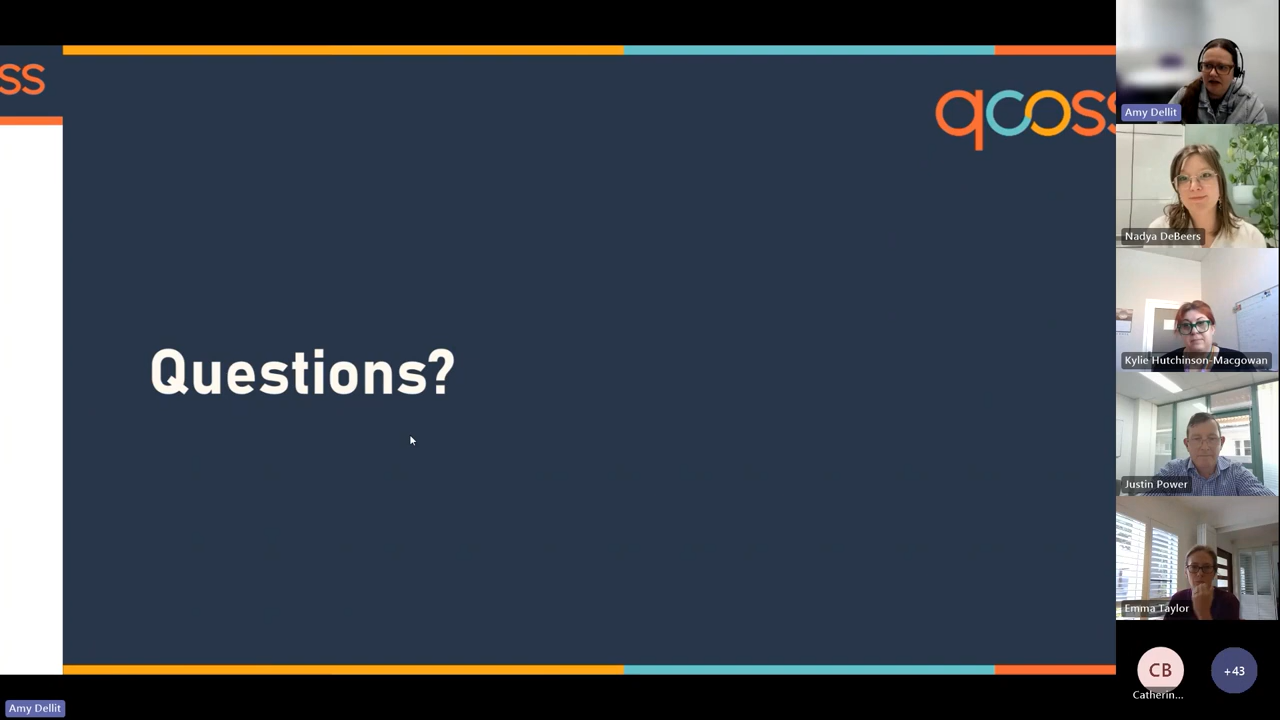 ss
qcoss
Questions?
Amy Dellit
Nadya DeBeers
Kylie Hutchinson-Macgowan
Justin Power
Emma Taylor
CB
Catherin...
+43
Amy Dellit